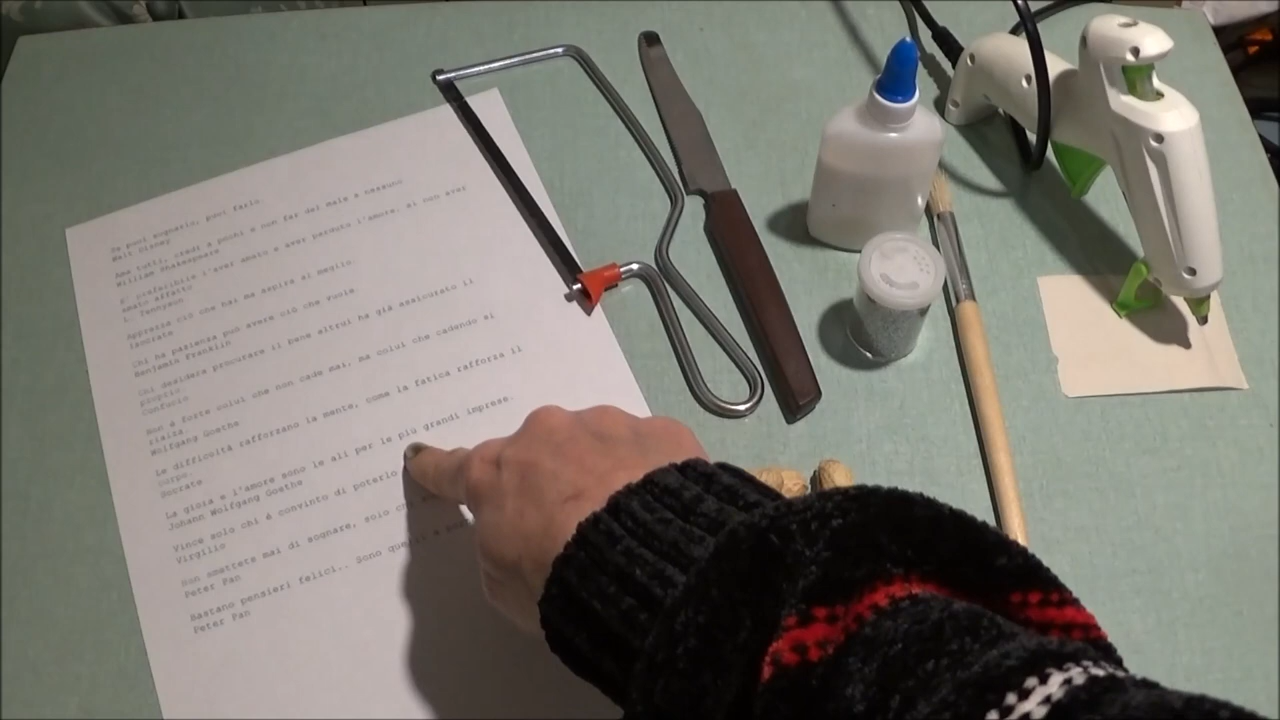 Se puoi sognarlo, puoi farlo.
Walt Disney
Ama tutti, credi a pochi e non far del male a nessuno
William Shakespeare
E' preferibile l'aver amato e aver perduto l'amore, al non aver
amato affatto
L. Tennyson
Apprezza ciò che hai ma aspira al meglio.
Isocrate
Chi ha pazienza può avere ciò che vuole
Benjamin Franklin
Chi desidera procurare il bene altrui ha già assicurato il
proprio
Confucio
Non è forte colui che non cade mai, ma colui che cadendo si
rialza.
Wolfgang Goethe
Le difficoltà rafforzano la mente, come la fatica rafforza il
corpo.
Socrate
La gioia e l'amore sono le ali per le più grandi imprese.
Johann Wolfgang Goethe
Vince solo chi è convinto di poterlo
Virgilio
Non smettete mai di sognare, solo
Peter Pan
Bastano pensieri felici.. Sono
Peter Pan